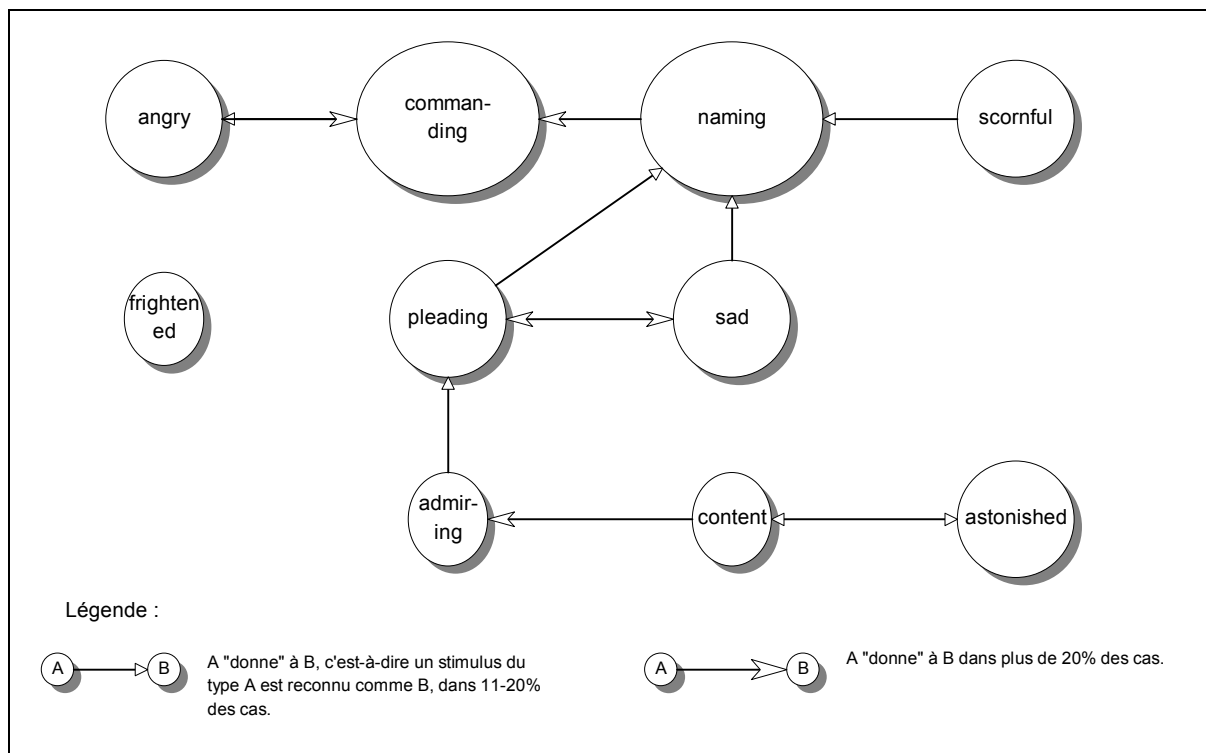 angry
comman-
ding
naming
scornful
frighten
ed
pleading
sad
admir-
ing
content
astonished
Légende :
A
B
A "donne" à B, c'est-à-dire un stimulus du
type A est reconnu comme B, dans 11-20%
des cas.
A
B
A "donne" à B dans plus de 20% des cas.